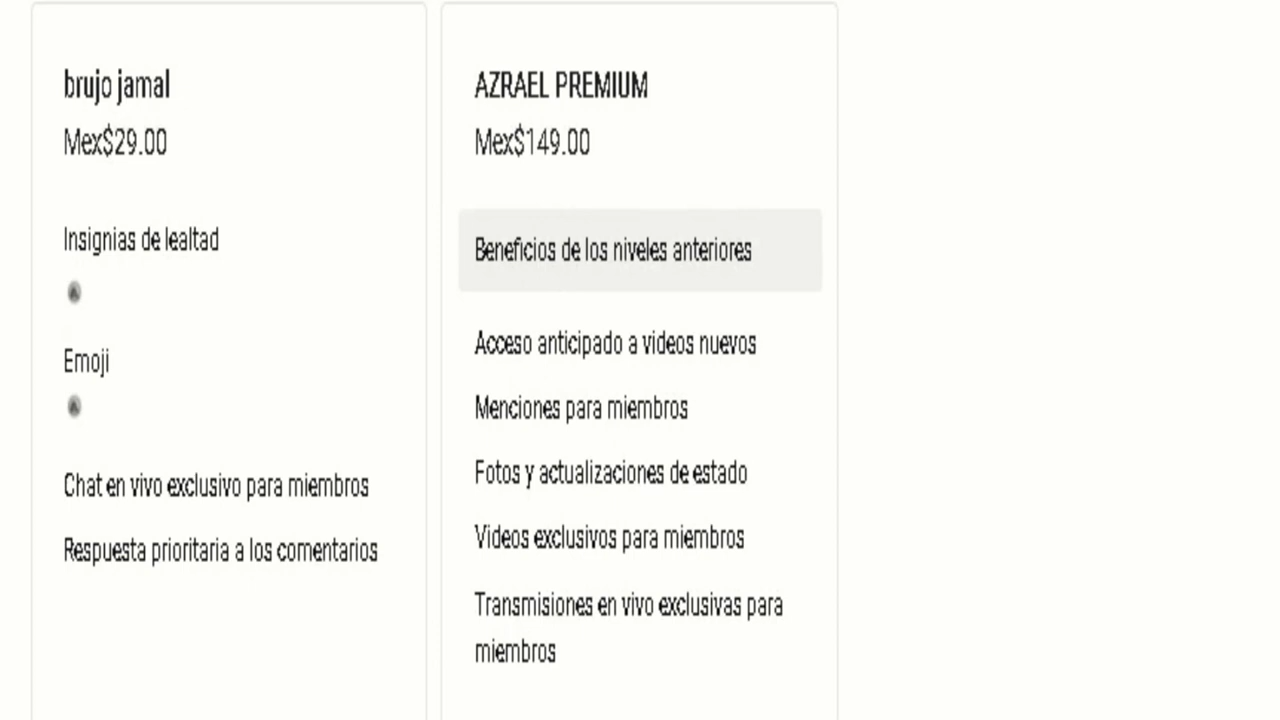 brujo jamal
Mex$29.00
Insignias de lealtad
Emoji
Chat en vivo exclusivo para miembros
Respuesta prioritaria a los comentarios
AZRAEL PREMIUM
Mex$149.00
Beneficios de los niveles anteriores
Acceso anticipado a videos nuevos
Menciones para miembros
Fotos y actualizaciones de estado
Videos exclusivos para miembros
Transmisiones en vivo exclusivas para
miembros